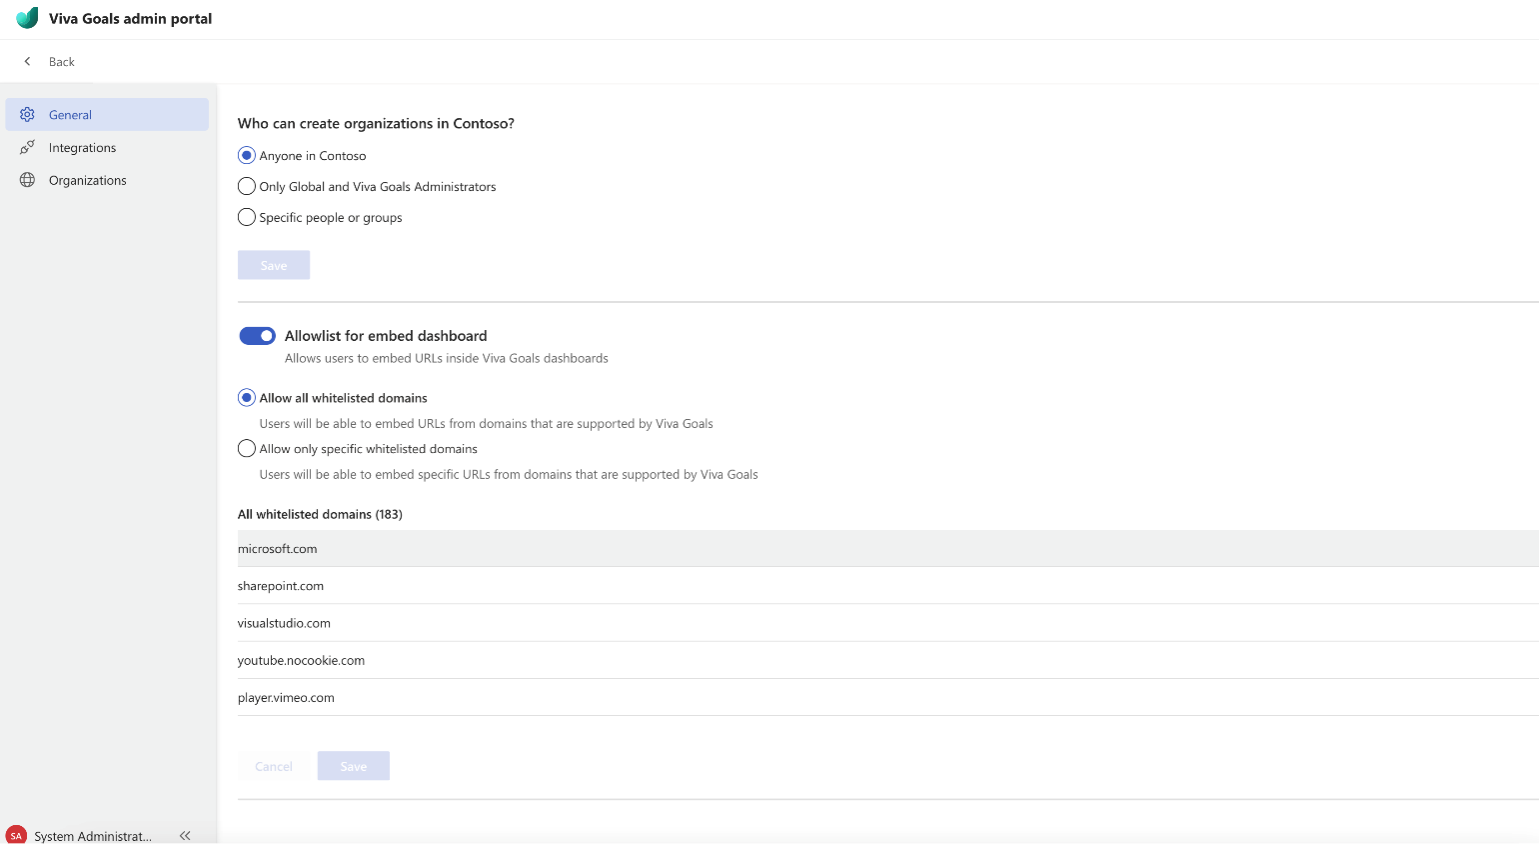 Viva Goals admin portal
Back
General
Integrations
Organizations
Who can create organizations in Contoso?
Anyone in Contoso
Only Global and Viva Goals Administrators
Specific people or groups
Save
Allowlist for embed dashboard
Allows users to embed URLs inside Viva Goals dashboards
Allow all whitelisted domains
Users will be able to embed URLs from domains that are supported by Viva Goals
Allow only specific whitelisted domains
Users will be able to embed specific URLs from domains that are supported by Viva Goals
All whitelisted domains (183)
microsoft.com
sharepoint.com
visualstudio.com
youtube.nocookie.com
player.vimeo.com
Cancel Save
SA System Administrat...